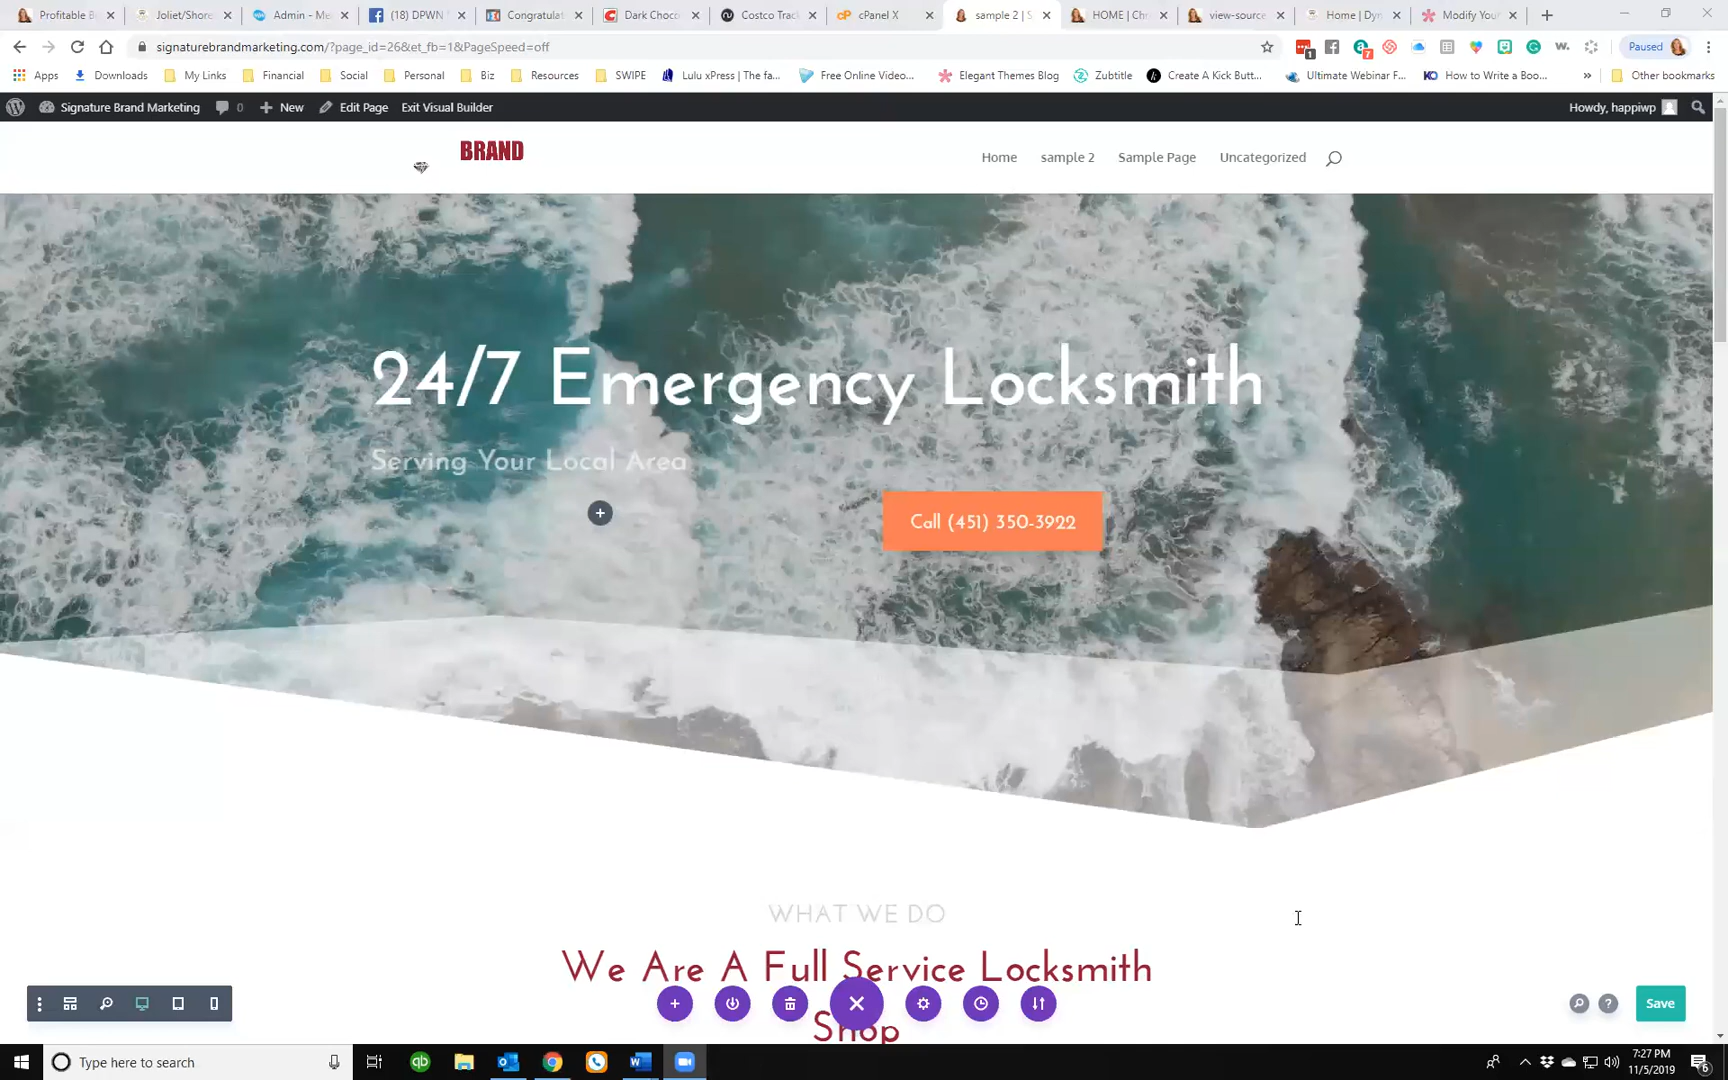 Profitable B
Joliet/Shore
Admin - Me
(18) DPWN
Congratulat
Dark Choco
Costco Trac
cPanel X
sample 2 | S
HOME | Chr
view-source
Home | Dyn
Modify You
signaturebrandmarketing.com/?page_id=26&et_fb=1&PageSpeed=off
Paused
Apps
Downloads
My Links
Financial
Social
Personal
Biz
Resources
SWIPE
Lulu xPress | The fa...
Free Online Video...
Elegant Themes Blog
Zubtitle
Create A Kick Butt...
Ultimate Webinar F...
How to Write a Boo...
»
Other bookmarks
Signature Brand Marketing
0
New
Edit Page
Exit Visual Builder
Howdy, happiwp
BRAND
Home
sample 2
Sample Page
Uncategorized
24/7 Emergency Locksmith
Serving Your Local Area
Call (451) 350-3922
WHAT WE DO
We Are A Full Service Locksmith
Shop
Save
Type here to search
7:27 PM
11/5/2019
6